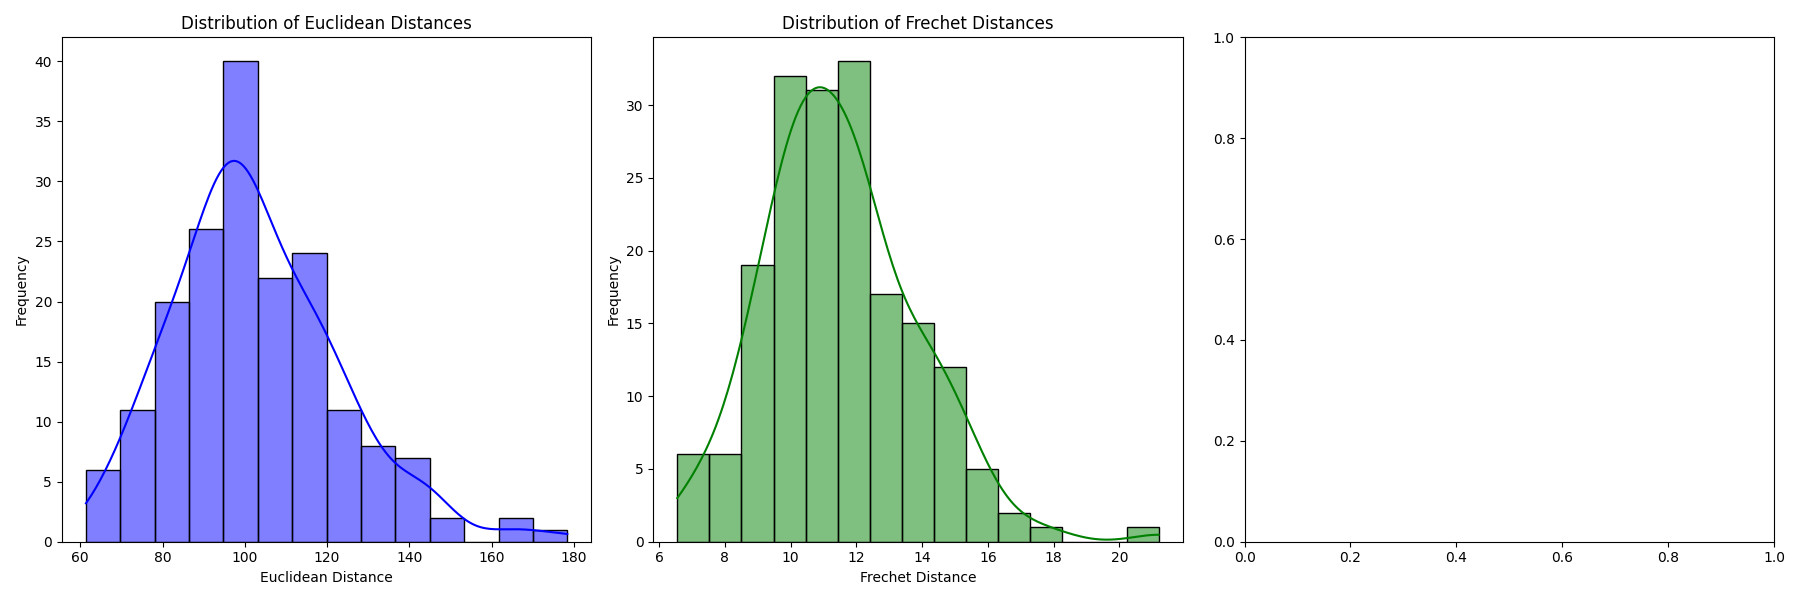 Distribution of Euclidean Distances
40
35
30
25
20
15
10
5
0
Frequency
60 80 100 120 140 160 180
Euclidean Distance
Distribution of Frechet Distances
30
25
20
15
10
5
0
Frequency
6 8 10 12 14 16 18 20
Frechet Distance
1.0
0.8
0.6
0.4
0.2
0.0
0.0 0.2 0.4 0.6 0.8 1.0